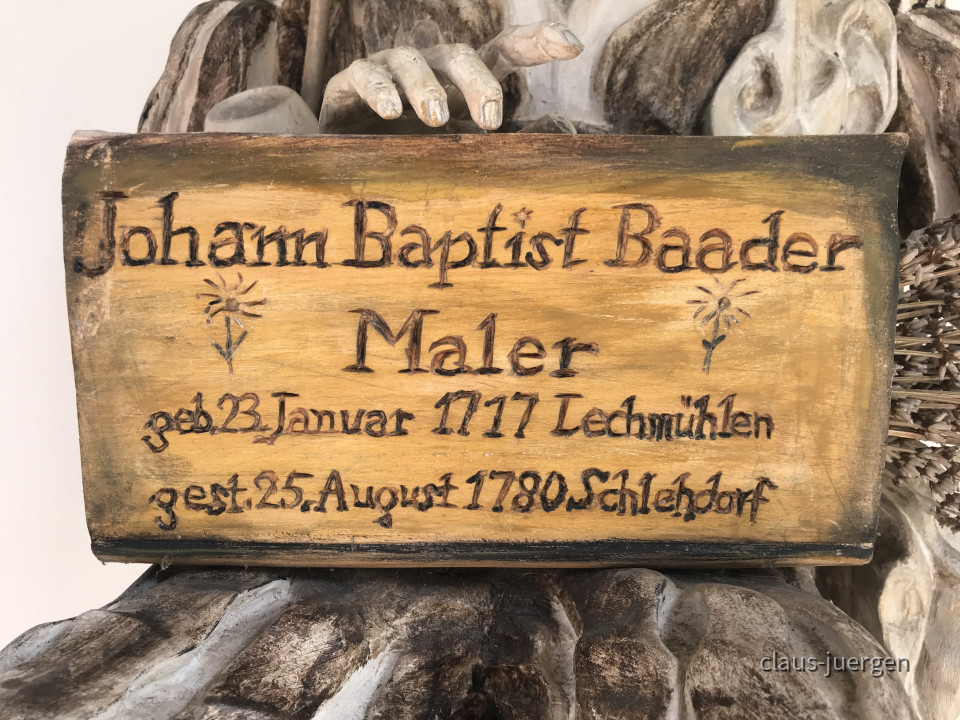 Johann Baptist Baader
Maler
geb.23.Januar 1717 Lechmühlen
gest.25.August 1780.Schlehdorf
claus-juergen